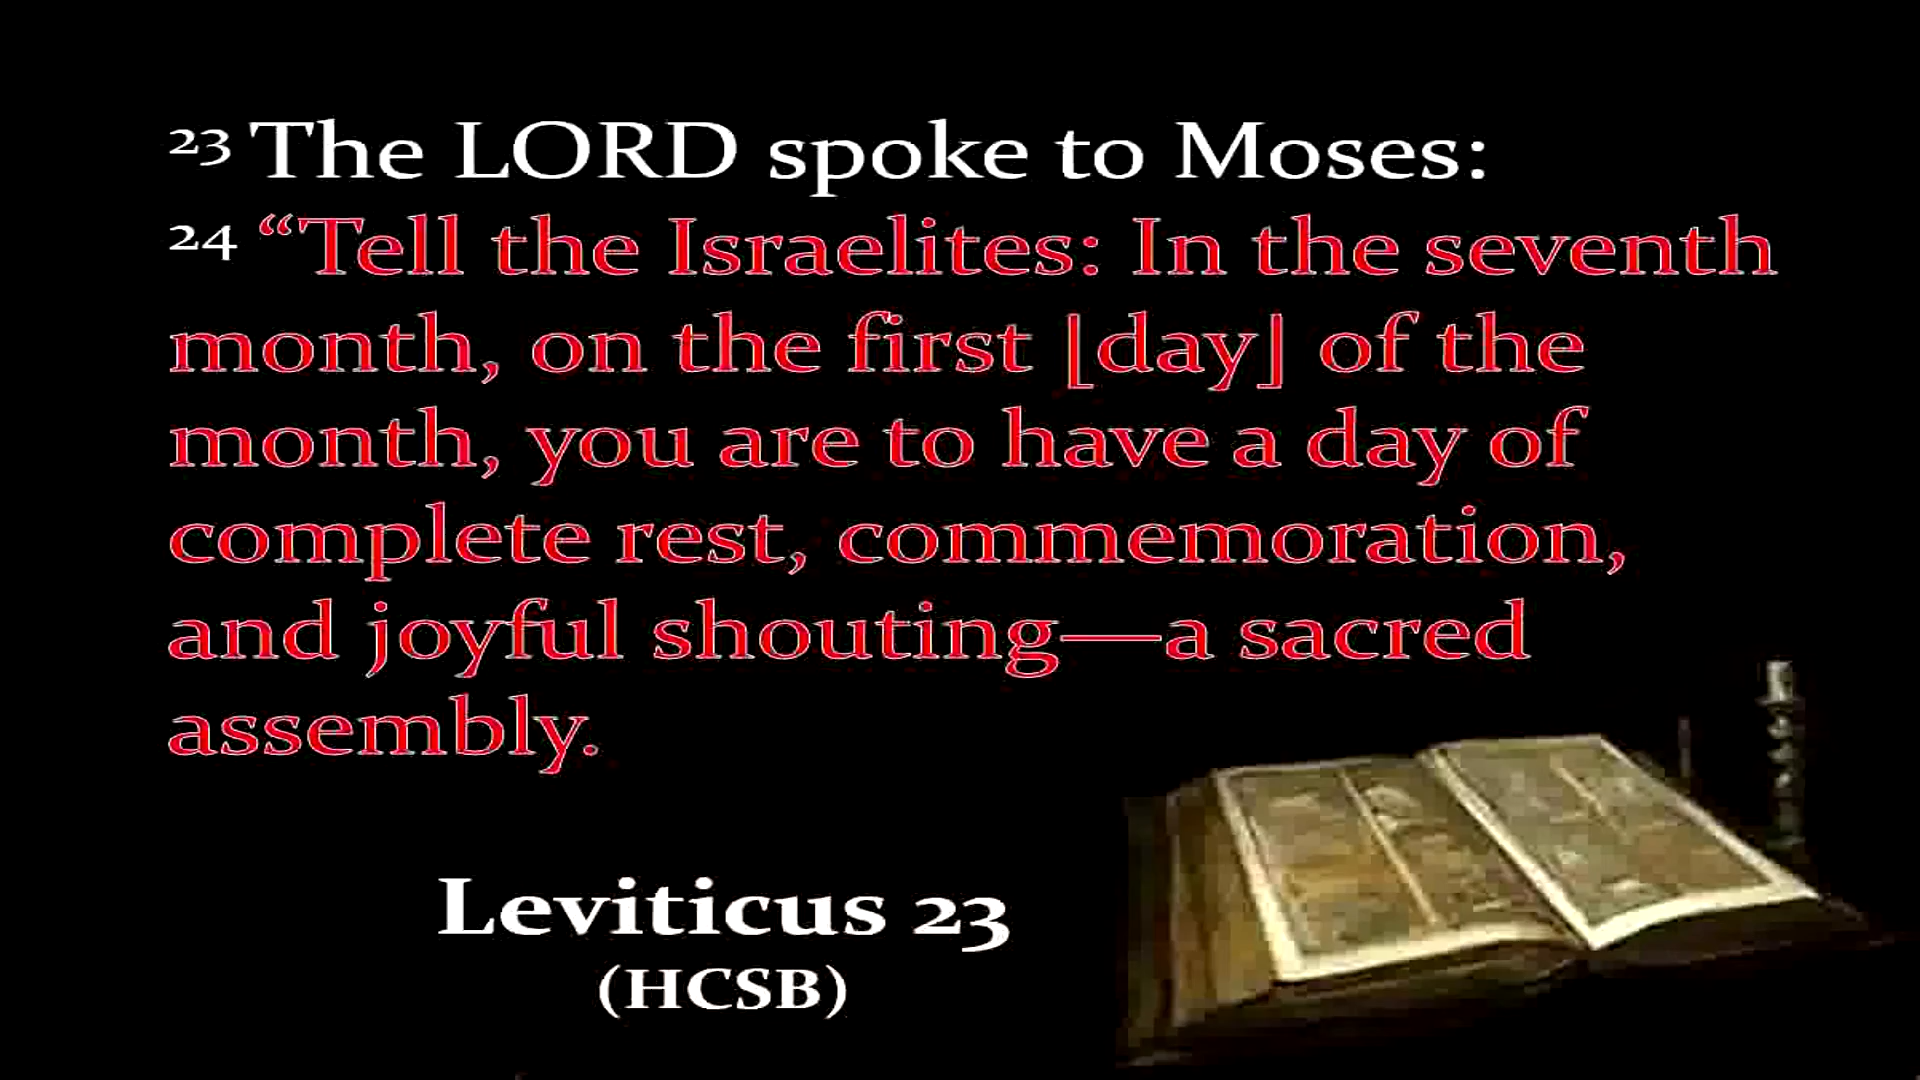 23 The LORD spoke to Moses:
24 “Tell the Israelites: In the seventh
month, on the first ⌊day⌋ of the
month, you are to have a day of
complete rest, commemoration,
and joyful shouting—a sacred
assembly.
Leviticus 23
(HCSB)